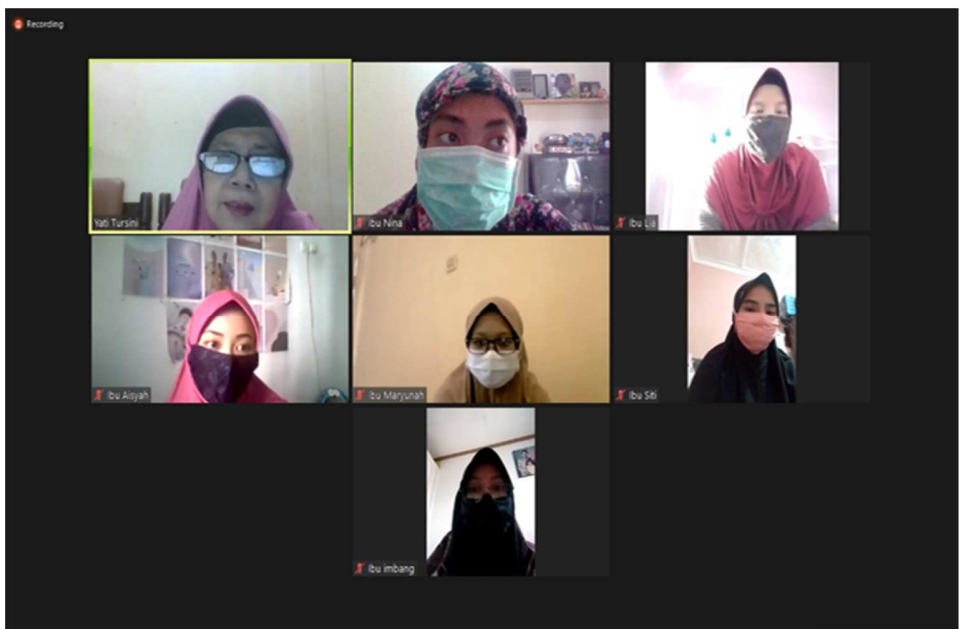 Recording
Yati Tursini
Ibu Nina
Ibu Lia
Ibu Aisyah
Ibu Maryunah
Ibu Siti
Ibu imbang